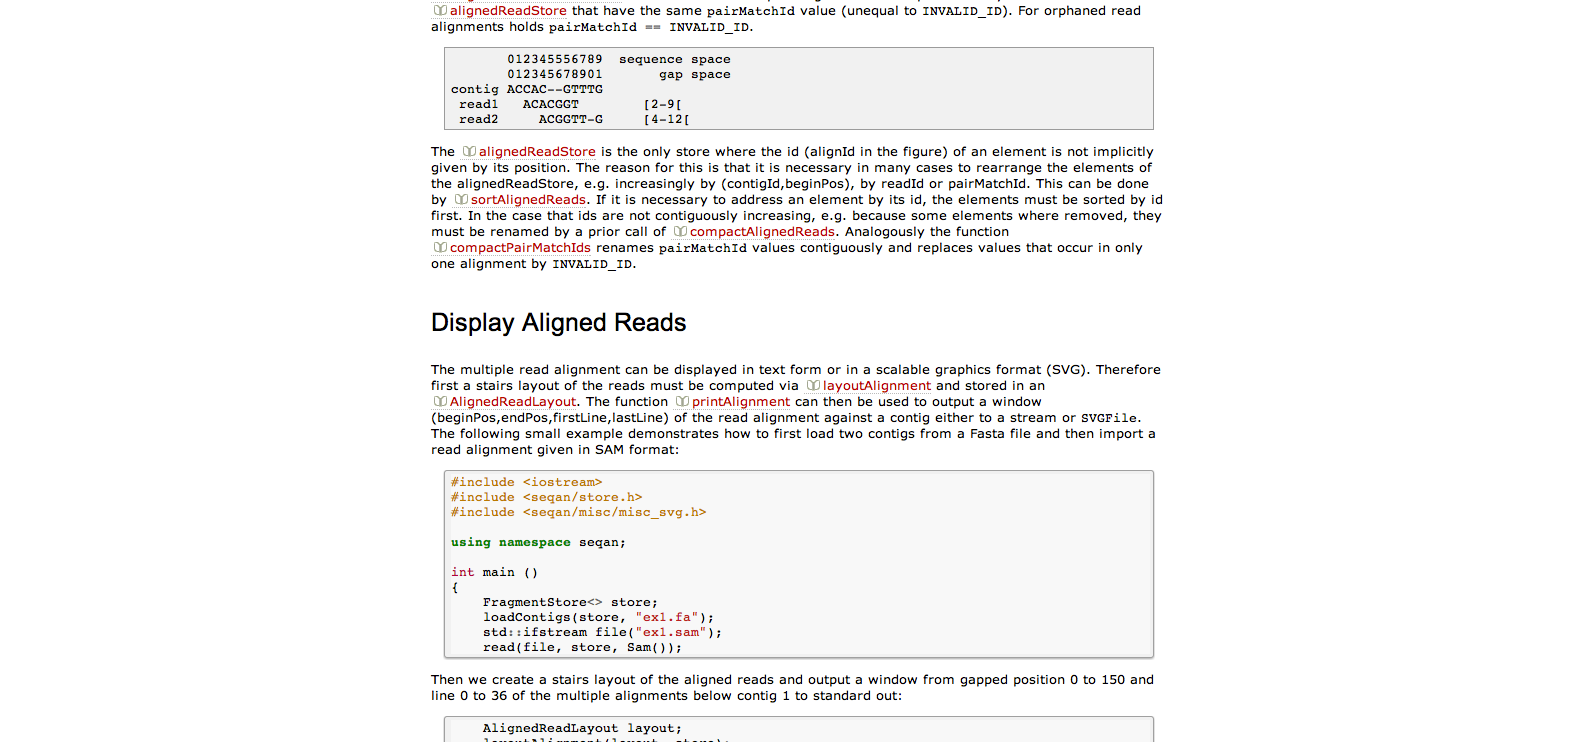 alignedReadStore that have the same pairMatchId value (unequal to INVALID_ID). For orphaned read
alignments holds pairMatchId == INVALID_ID.
012345556789  sequence space
012345678901       gap space
contig ACCAC--GTTTG
read1   ACACGGT        [2-9[
read2     ACGGTT-G     [4-12[
The alignedReadStore is the only store where the id (alignId in the figure) of an element is not implicitly
given by its position. The reason for this is that it is necessary in many cases to rearrange the elements of
the alignedReadStore, e.g. increasingly by (contigId,beginPos), by readId or pairMatchId. This can be done
by sortAlignedReads. If it is necessary to address an element by its id, the elements must be sorted by id
first. In the case that ids are not contiguously increasing, e.g. because some elements where removed, they
must be renamed by a prior call of compactAlignedReads. Analogously the function
compactPairMatchIds renames pairMatchId values contiguously and replaces values that occur in only
one alignment by INVALID_ID.
Display Aligned Reads
The multiple read alignment can be displayed in text form or in a scalable graphics format (SVG). Therefore
first a stairs layout of the reads must be computed via layoutAlignment and stored in an
AlignedReadLayout. The function printAlignment can then be used to output a window
(beginPos,endPos,firstLine,lastLine) of the read alignment against a contig either to a stream or SVGFile.
The following small example demonstrates how to first load two contigs from a Fasta file and then import a
read alignment given in SAM format:
#include <iostream>
#include <seqan/store.h>
#include <seqan/misc/misc_svg.h>
using namespace seqan;
int main ()
{
FragmentStore<> store;
loadContigs(store, "ex1.fa");
std::ifstream file("ex1.sam");
read(file, store, Sam());
Then we create a stairs layout of the aligned reads and output a window from gapped position 0 to 150 and
line 0 to 36 of the multiple alignments below contig 1 to standard out:
AlignedReadLayout layout;